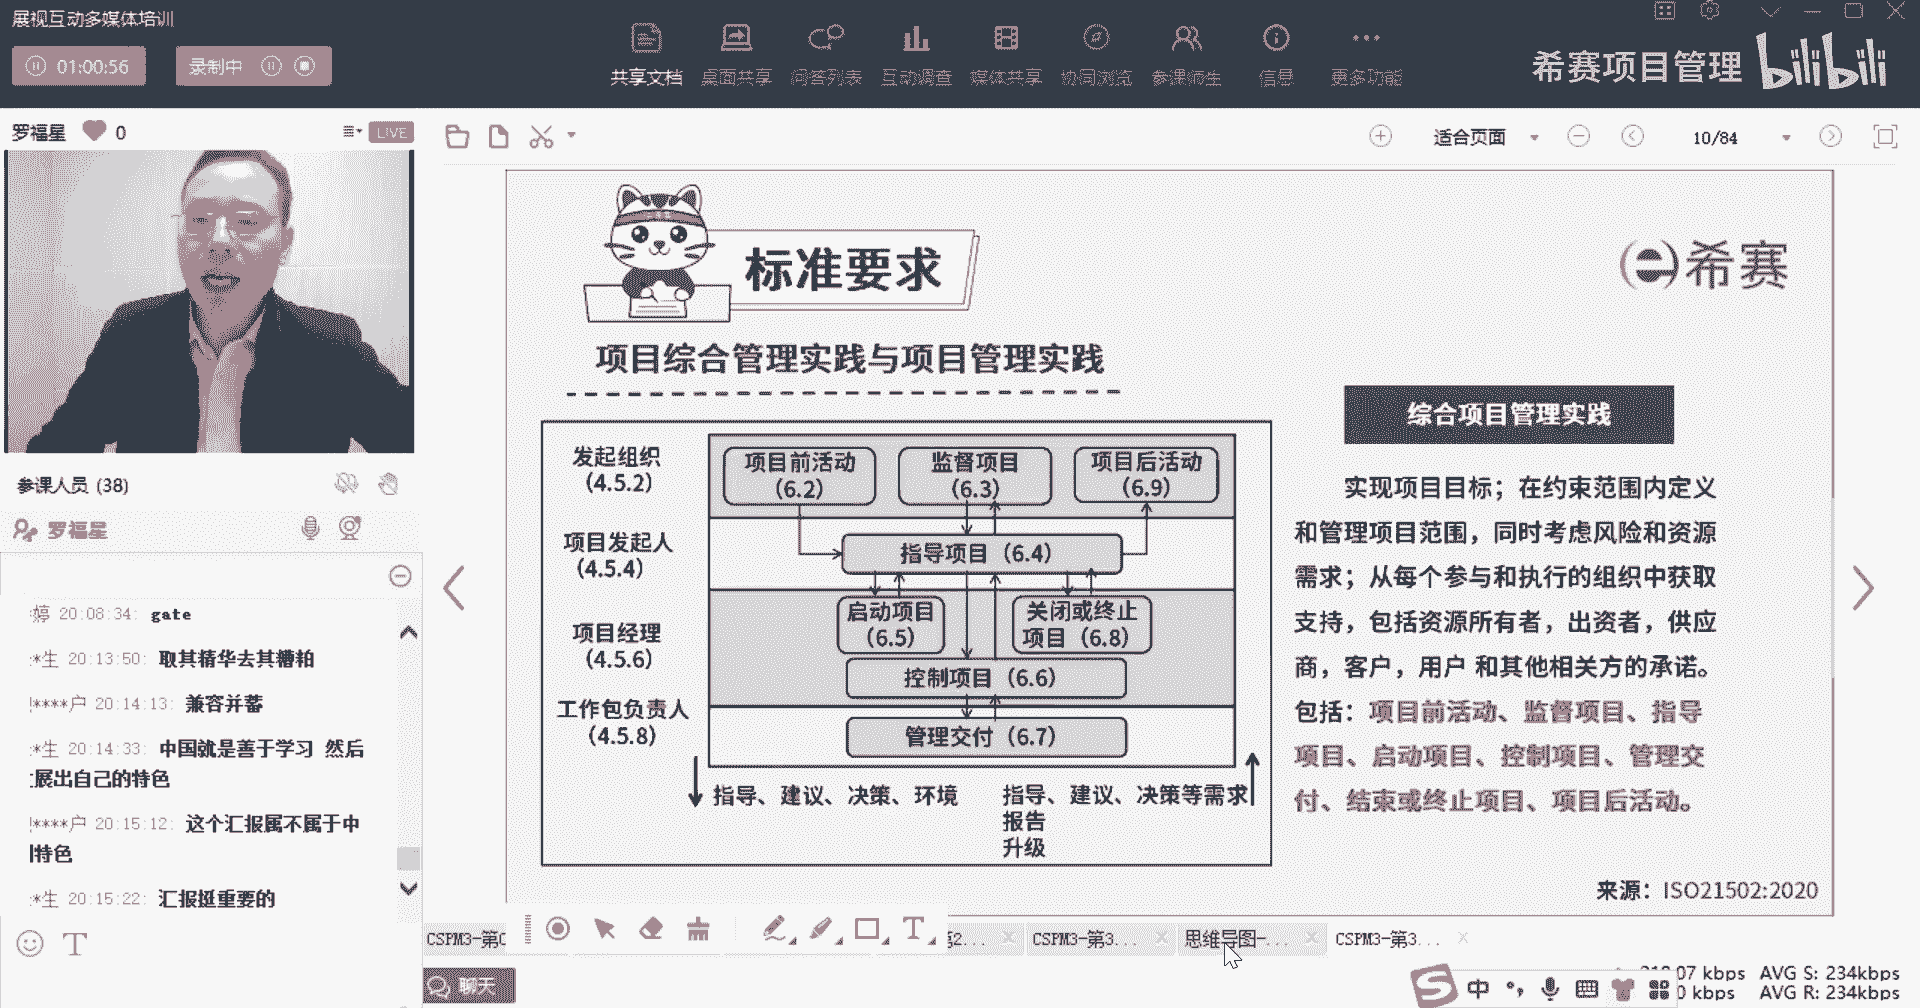 展视互动多媒体培训
01:00:56
录制中
共享文档 桌面共享 问答列表 互动调查 媒体共享 协同浏览 参课师生 信息 更多功能
希赛项目管理 bilibili
罗福星 0
LIVE
适合页面
10/84
标准要求
希赛
项目综合管理实践与项目管理实践
发起组织
(4.5.2)
项目前活动
(6.2)
监督项目
(6.3)
项目后活动
(6.9)
项目发起人
(4.5.4)
指导项目（6.4）
项目经理
(4.5.6)
启动项目
(6.5)
关闭或终止
项目（6.8）
控制项目（6.6）
工作包负责人
(4.5.8)
管理交付（6.7）
指导、建议、决策、环境
指导、建议、决策等需求
报告
升级
综合项目管理实践
实现项目目标；在约束范围内定义
和管理项目范围，同时考虑风险和资源
需求；从每个参与和执行的组织中获取
支持，包括资源所有者，出资者，供应
商，客户，用户 和其他相关方的承诺。
包括：项目前活动、监督项目、指导
项目、启动项目、控制项目、管理交
付、结束或终止项目、项目后活动。
来源：ISO21502:2020
参课人员 (38)
罗福星
婷 20:08:34: gate
*生 20:13:50: 取其精华去其糟粕
!****户 20:14:13: 兼容并蓄
*生 20:14:33: 中国就是善于学习 然后
展出自己的特色
!****户 20:15:12: 这个汇报属不属于中
特色
*生 20:15:22: 汇报挺重要的
T
T
CSPM3-第
2...
CSPM3-第3...
思维导图-...
CSPM3-第3...
聊天
中
07 kbps AVG S: 234kbps
0 kbps AVG R: 234kbps